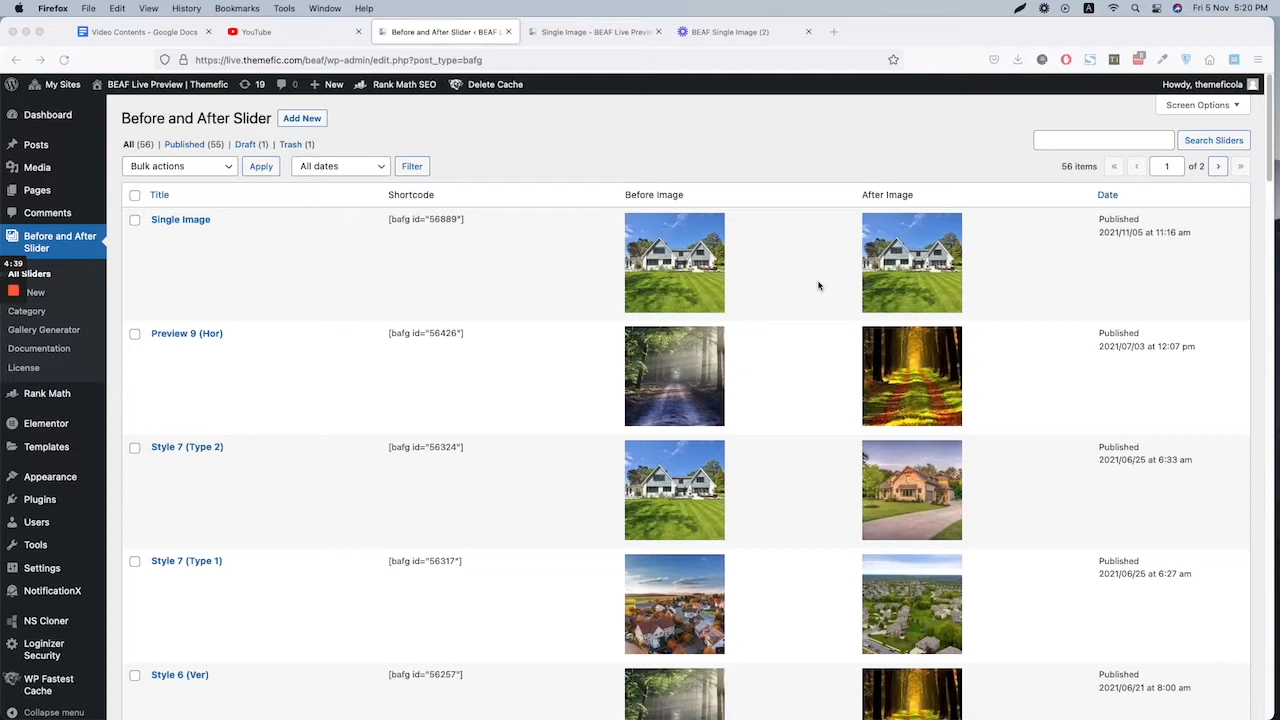 Firefox File Edit View History Bookmarks Tools Window Help Fri 5 Nov 5:20 PM
Video Contents - Google Docs YouTube Before and After Slider ‹ BEAF L Single Image - BEAF Live Previe BEAF Single Image (2)
https://live.themefic.com/beaf/wp-admin/edit.php?post_type=bafg
My Sites BEAF Live Preview | Themefic 19 0 New Rank Math SEO Delete Cache Howdy, themeficola
Screen Options
Before and After Slider Add New
All (56) | Published (55) | Draft (1) | Trash (1)
Search Sliders
Bulk actions Apply All dates Filter
56 items « ‹ 1 of 2 › »
Title Shortcode Before Image After Image Date
Single Image [bafg id="56889"] Published
2021/11/05 at 11:16 am
Preview 9 (Hor) [bafg id="56426"] Published
2021/07/03 at 12:07 pm
Style 7 (Type 2) [bafg id="56324"] Published
2021/06/25 at 6:33 am
Style 7 (Type 1) [bafg id="56317"] Published
2021/06/25 at 6:27 am
Style 6 (Ver) [bafg id="56257"] Published
2021/06/21 at 8:00 am
Dashboard
Posts
Media
Pages
Comments
Before and After
Slider
4:39
All Sliders
New
Category
Gallery Generator
Documentation
License
Rank Math
Elementor
Templates
Appearance
Plugins
Users
Tools
Settings
NotificationX
NS Cloner
Loginizer
Security
WP Fastest
Cache
Collapse menu